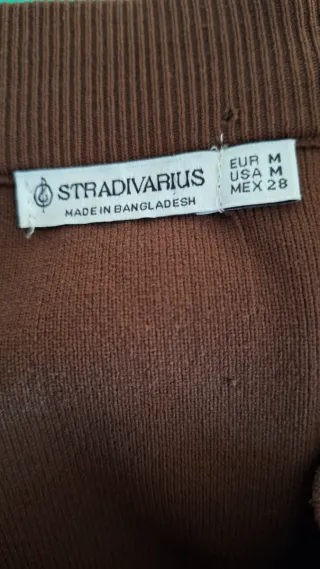 STRADIVARIUS
MADE IN BANGLADESH
EUR M
USA M
MEX 28